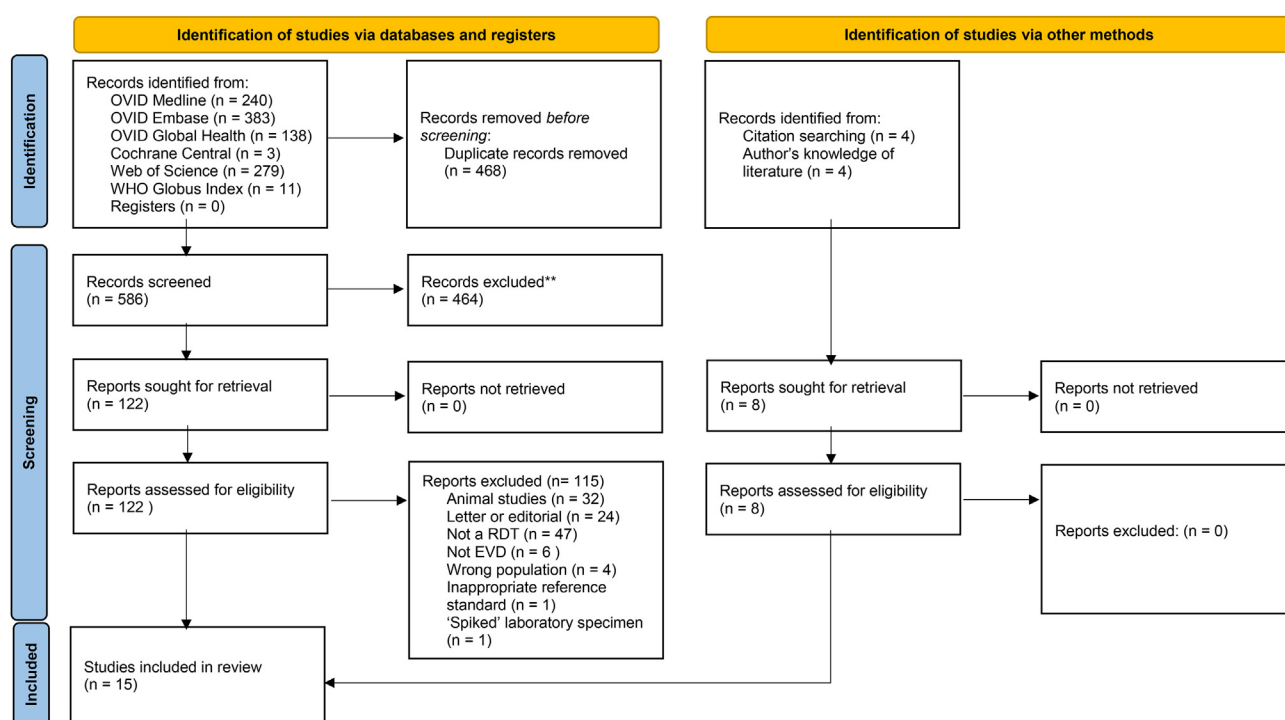 Identification of studies via databases and registers
Identification of studies via other methods
Identification
Records identified from:
OVID Medline (n = 240)
OVID Embase (n = 383)
OVID Global Health (n = 138)
Cochrane Central (n = 3)
Web of Science (n = 279)
WHO Globus Index (n = 11)
Registers (n = 0)
Records removed before
screening:
Duplicate records removed
(n = 468)
Records identified from:
Citation searching (n = 4)
Author's knowledge of
literature (n = 4)
Screening
Records screened
(n = 586)
Records excluded**
(n = 464)
Reports sought for retrieval
(n = 122)
Reports not retrieved
(n = 0)
Reports sought for retrieval
(n = 8)
Reports not retrieved
(n = 0)
Reports assessed for eligibility
(n = 122 )
Reports excluded (n= 115)
Animal studies (n = 32)
Letter or editorial (n = 24)
Not a RDT (n = 47)
Not EVD (n = 6 )
Wrong population (n = 4)
Inappropriate reference
standard (n = 1)
‘Spiked’ laboratory specimen
(n = 1)
Reports assessed for eligibility
(n = 8)
Reports excluded: (n = 0)
Included
Studies included in review
(n = 15)